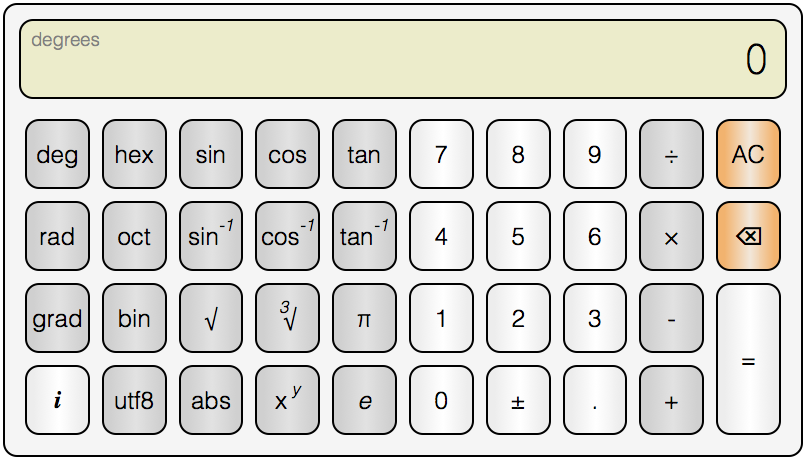 degrees
0
deg hex sin cos tan 7 8 9 ÷ AC
rad oct sin-1 cos-1 tan-1 4 5 6 × ⌫
grad bin √ 3√ π 1 2 3 -
i utf8 abs xy e 0 ± . + =